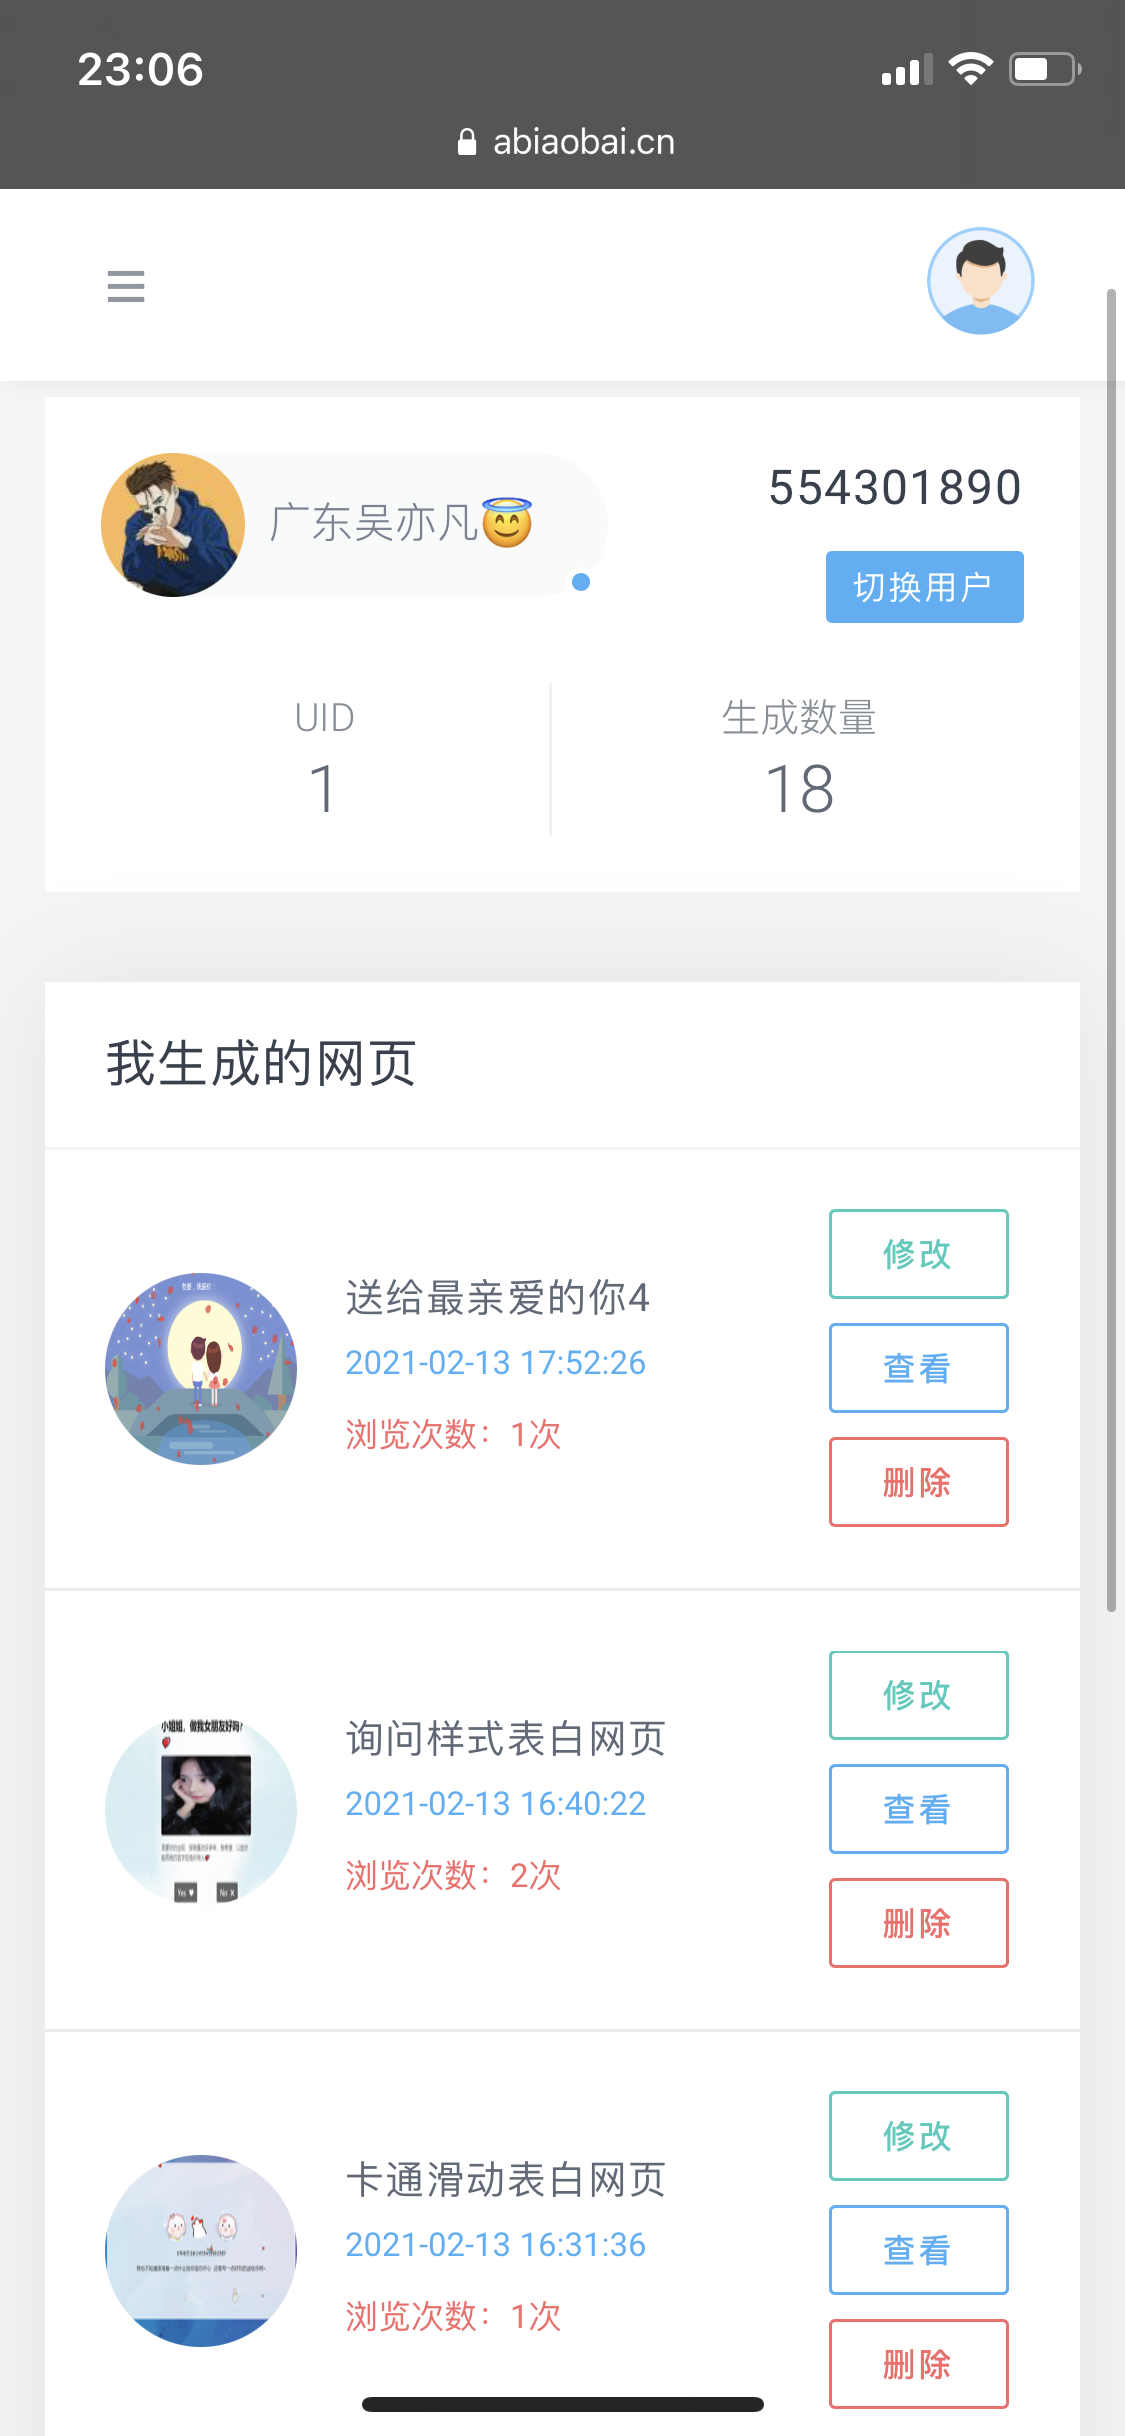 23:06
abiaobai.cn
广东吴亦凡😇
554301890
切换用户
UID
1
生成数量
18
我生成的网页
送给最亲爱的你4
2021-02-13 17:52:26
浏览次数：1次
修改
查看
删除
小姐姐，做我女朋友好吗？
Yes
No
询问样式表白网页
2021-02-13 16:40:22
浏览次数：2次
修改
查看
删除
卡通滑动表白网页
2021-02-13 16:31:36
浏览次数：1次
修改
查看
删除